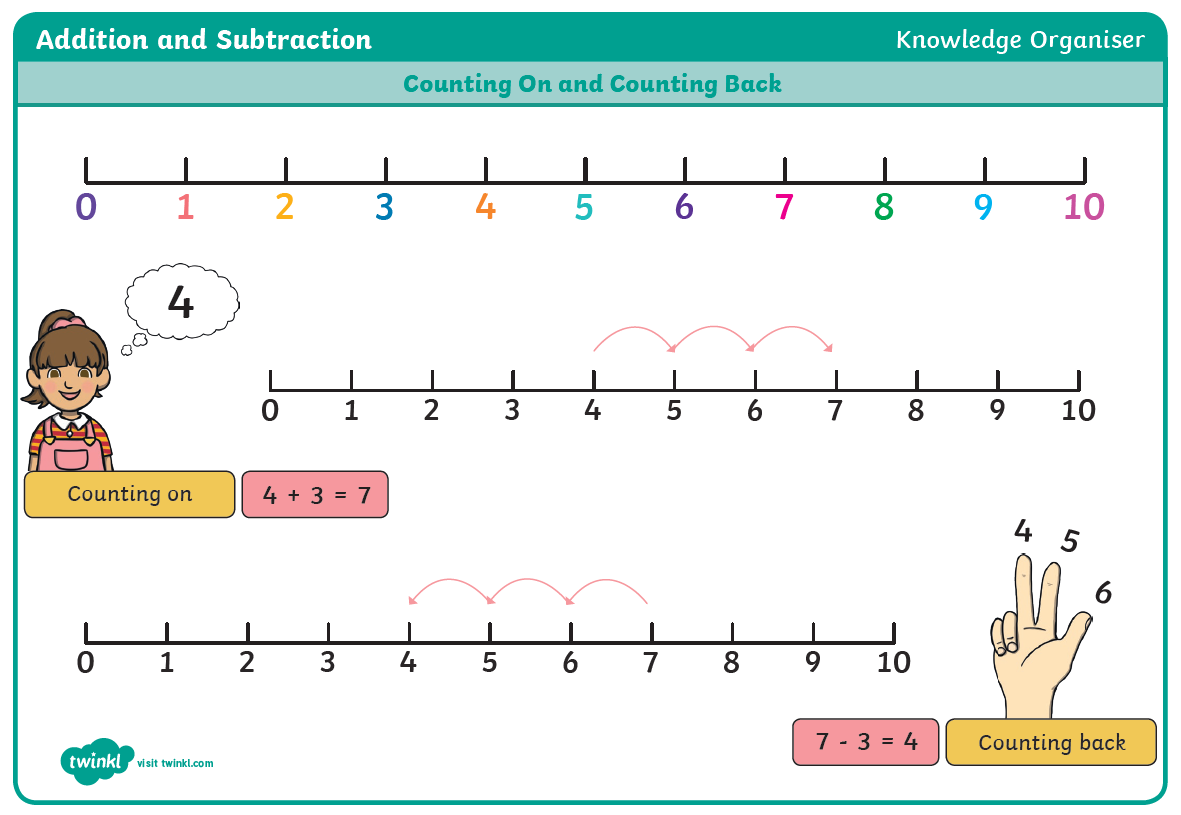 Addition and Subtraction
Knowledge Organiser
Counting On and Counting Back
0 1 2 3 4 5 6 7 8 9 10
4
0 1 2 3 4 5 6 7 8 9 10
Counting on
4 + 3 = 7
4 5 6
0 1 2 3 4 5 6 7 8 9 10
7 - 3 = 4
Counting back
twinkl visit twinkl.com